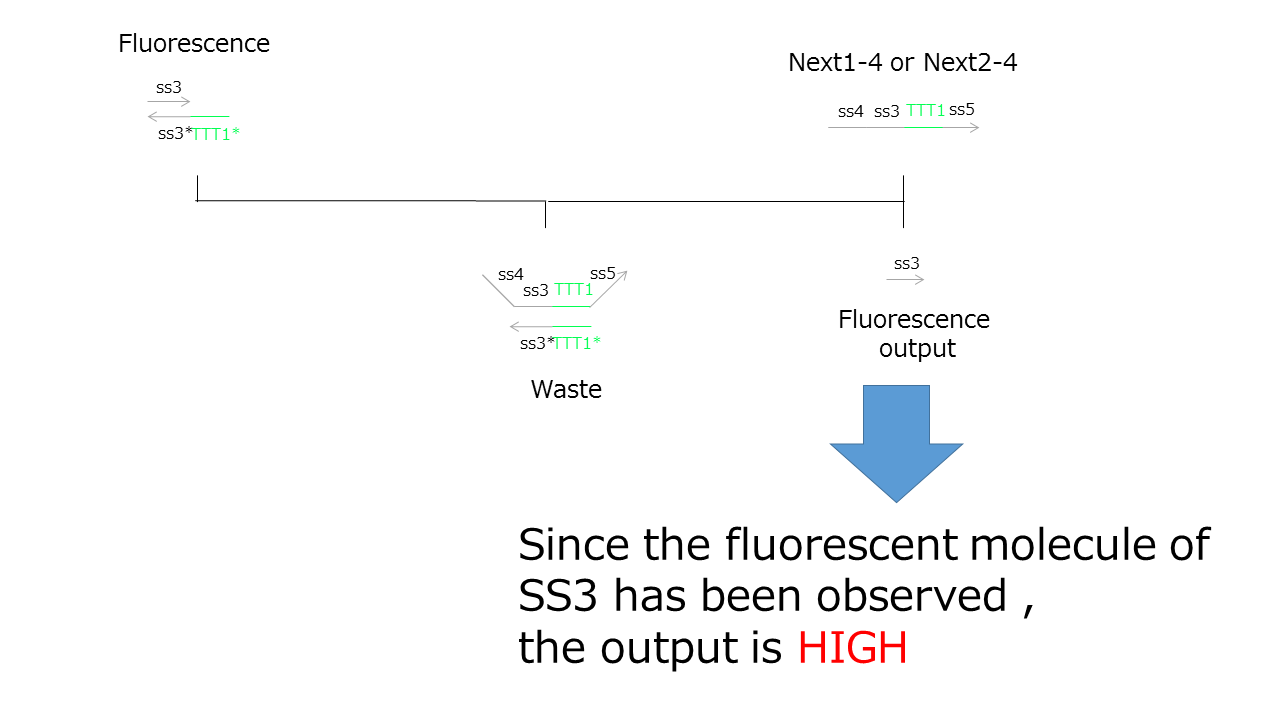 Fluorescence
ss3
ss3*TTT1*
Next1-4 or Next2-4
ss4 ss3 TTT1 ss5
ss4 ss3 TTT1 ss5
ss3*TTT1*
Waste
ss3
Fluorescence
output
Since the fluorescent molecule of
SS3 has been observed ,
the output is HIGH